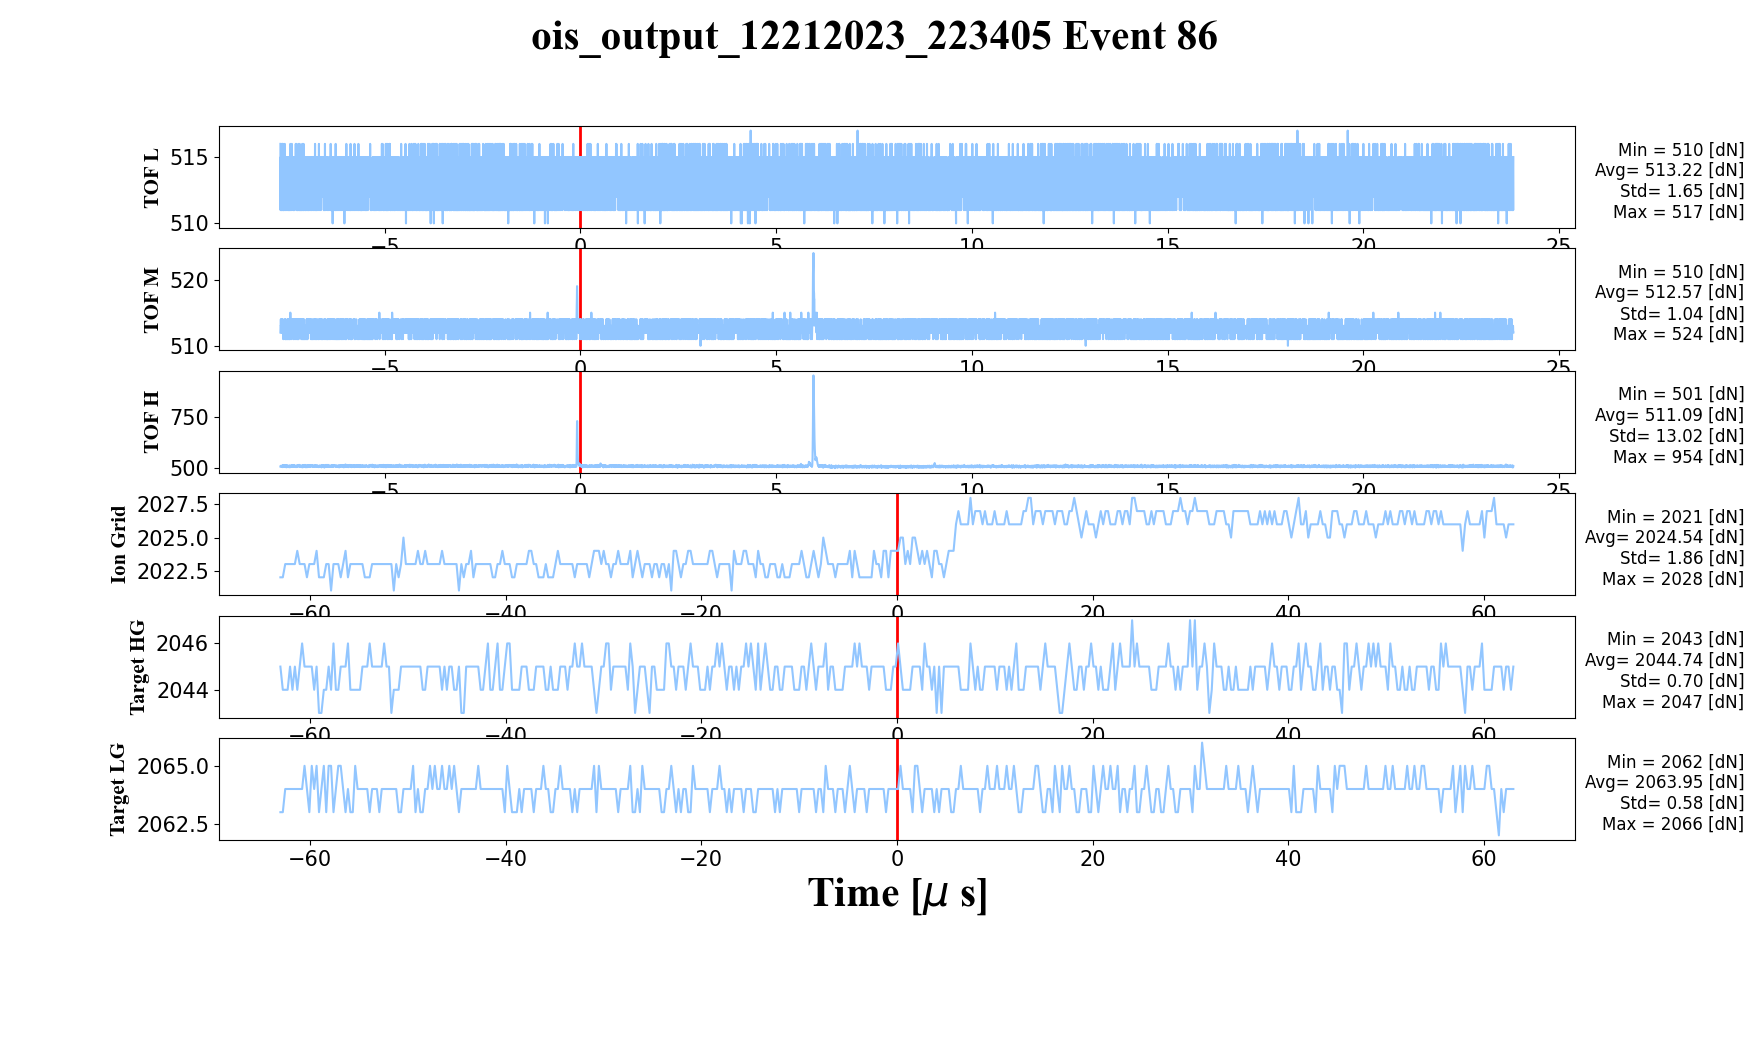 ois_output_12212023_223405 Event 86
TOF L
515
510
−5 0 5 10 15 20 25
Min = 510 [dN]
Avg= 513.22 [dN]
Std= 1.65 [dN]
Max = 517 [dN]
TOF M
520
510
−5 0 5 10 15 20 25
Min = 510 [dN]
Avg= 512.57 [dN]
Std= 1.04 [dN]
Max = 524 [dN]
TOF H
750
500
−5 0 5 10 15 20 25
Min = 501 [dN]
Avg= 511.09 [dN]
Std= 13.02 [dN]
Max = 954 [dN]
Ion Grid
2027.5
2025.0
2022.5
−60 −40 −20 0 20 40 60
Min = 2021 [dN]
Avg= 2024.54 [dN]
Std= 1.86 [dN]
Max = 2028 [dN]
Target HG
2046
2044
−60 −40 −20 0 20 40 60
Min = 2043 [dN]
Avg= 2044.74 [dN]
Std= 0.70 [dN]
Max = 2047 [dN]
Target LG
2065.0
2062.5
−60 −40 −20 0 20 40 60
Min = 2062 [dN]
Avg= 2063.95 [dN]
Std= 0.58 [dN]
Max = 2066 [dN]
Time [μ s]